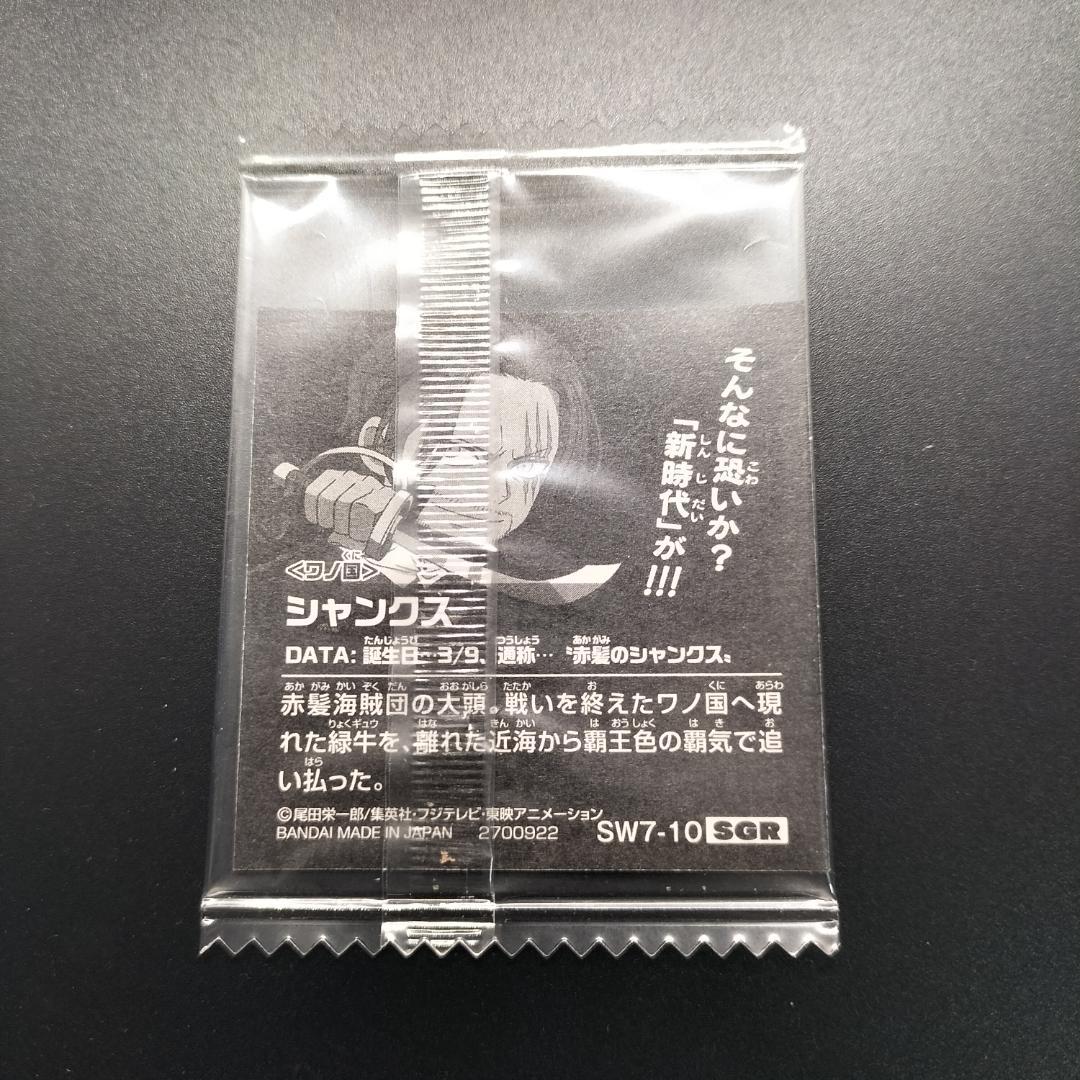 そんなに恐いか?
「新時代」が!!!
<ワノ国>
シャンクス
DATA: 誕生日…3/9、通称…〝赤髪のシャンクス〟
赤髪海賊団の大頭。戦いを終えたワノ国へ現
れた緑牛を、離れた近海から覇王色の覇気で追
い払った。
©尾田栄一郎/集英社・フジテレビ・東映アニメーション
BANDAI MADE IN JAPAN 2700922 SW7-10 SGR